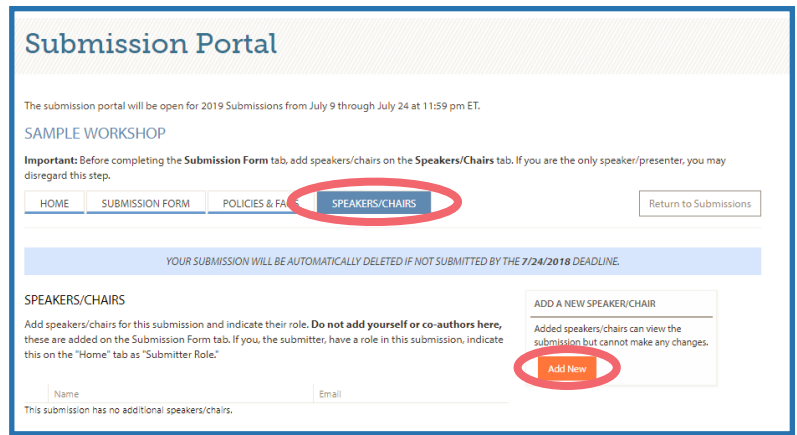 Submission Portal
The submission portal will be open for 2019 Submissions from July 9 through July 24 at 11:59 pm ET.
SAMPLE WORKSHOP
Important: Before completing the Submission Form tab, add speakers/chairs on the Speakers/Chairs tab. If you are the only speaker/presenter, you may
disregard this step.
HOME SUBMISSION FORM POLICIES & FAQS SPEAKERS/CHAIRS Return to Submissions
YOUR SUBMISSION WILL BE AUTOMATICALLY DELETED IF NOT SUBMITTED BY THE 7/24/2018 DEADLINE.
SPEAKERS/CHAIRS
Add speakers/chairs for this submission and indicate their role. Do not add yourself or co-authors here,
these are added on the Submission Form tab. If you, the submitter, have a role in this submission, indicate
this on the "Home" tab as "Submitter Role."
ADD A NEW SPEAKER/CHAIR
Added speakers/chairs can view the
submission but cannot make any changes.
Add New
Name Email
This submission has no additional speakers/chairs.